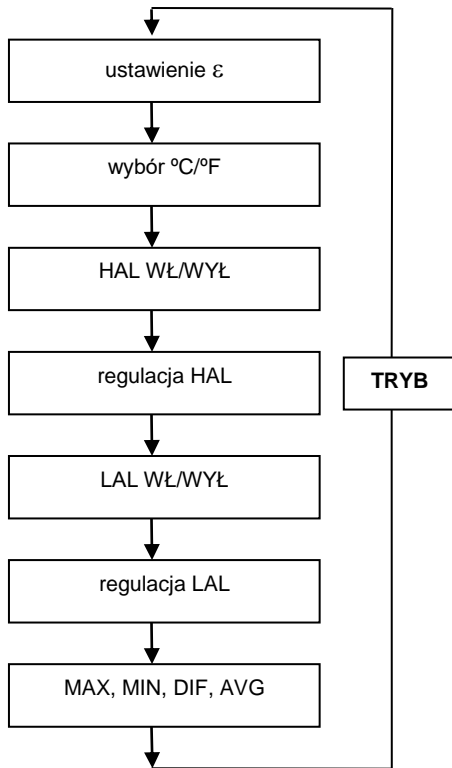 ustawienie ε
wybór ºC/ºF
HAL WŁ/WYŁ
regulacja HAL
TRYB
LAL WŁ/WYŁ
regulacja LAL
MAX, MIN, DIF, AVG